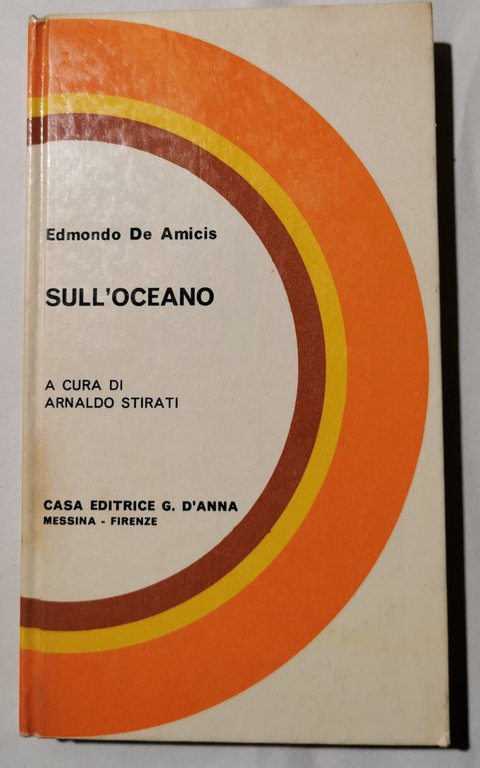 Edmondo De Amicis
SULL'OCEANO
A CURA DI
ARNALDO STIRATI
CASA EDITRICE G. D'ANNA
MESSINA - FIRENZE